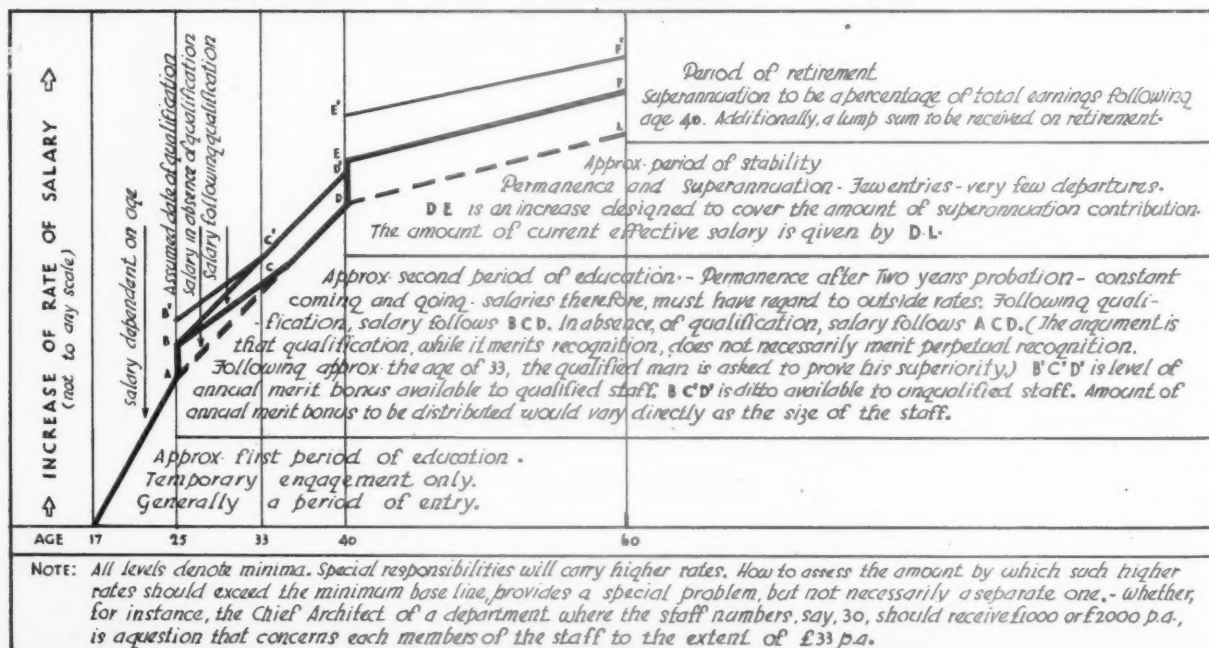 INCREASE OF RATE OF SALARY
(not to any scale)
salary dependent on age
Assumed date of qualification
salary in absence of qualification
salary following qualification
A
B
B'
C
C'
D
D'
E
E'
F'
F
L
Period of retirement
Superannuation to be a percentage of total earnings following
age 40. Additionally, a lump sum to be received on retirement.
Approx. period of stability
Permanence and Superannuation - Few entries - very few departures.
D E is an increase designed to cover the amount of superannuation contribution.
The amount of current effective salary is given by D.L.
Approx. second period of education. - Permanence after Two years probation - constant
coming and going - salaries therefore, must have regard to outside rates. Following quali-
-fication, salary follows B C D. In absence, of qualification, salary follows A C D. (The argument is
that qualification, while it merits recognition, does not necessarily merit perpetual recognition.
Following approx. the age of 33, the qualified man is asked to prove his superiority.) B'C'D' is level of
annual merit bonus available to qualified staff. B C'D' is ditto available to unqualified staff. Amount of
annual merit bonus to be distributed would vary directly as the size of the staff.
Approx. first period of education.
Temporary engagement only.
Generally a period of entry.
AGE 17 25 33 40 60
NOTE: All levels denote minima. Special responsibilities will carry higher rates. How to assess the amount by which such higher
rates should exceed the minimum base line, provides a special problem, but not necessarily a separate one. - whether,
for instance, the Chief Architect of a department where the staff numbers, say, 30, should receive £1000 or £2000 p.a.,
is a question that concerns each members of the staff to the extent of £33 p.a.